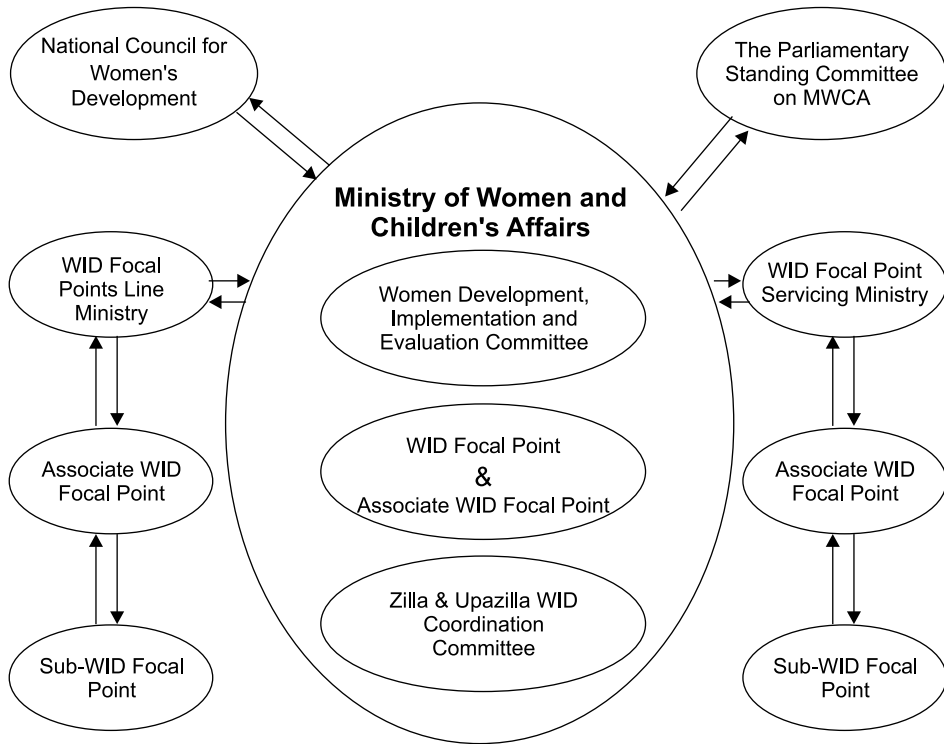 National Council for
Women's
Development
The Parliamentary
Standing Committee
on MWCA
Ministry of Women and
Children's Affairs
WID Focal
Points Line
Ministry
Women Development,
Implementation and
Evaluation Committee
WID Focal Point
Servicing Ministry
Associate WID
Focal Point
WID Focal Point
&
Associate WID Focal Point
Associate WID
Focal Point
Zilla & Upazilla WID
Coordination
Committee
Sub-WID Focal
Point
Sub-WID Focal
Point